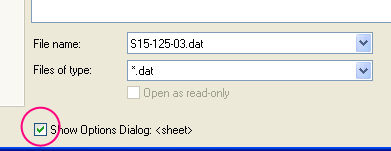 File name: S15-125-03.dat
Files of type: *.dat
Open as read-only
Show Options Dialog: <sheet>